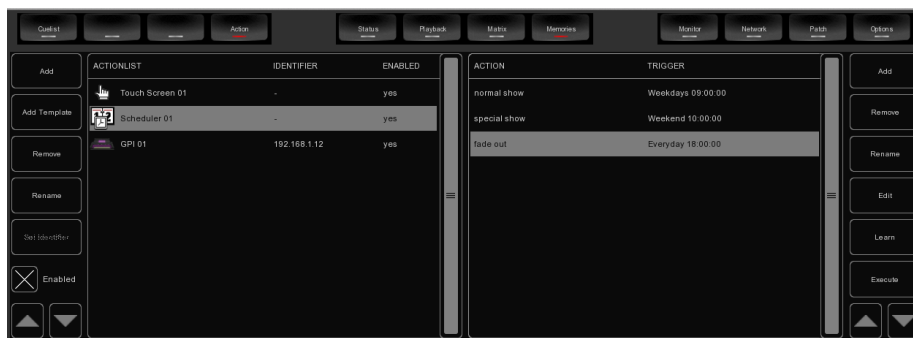 Cuelist Action Status Playback Matrix Memories Monitor Network Patch Options
Add ACTIONLIST IDENTIFIER ENABLED ACTION TRIGGER Add
Touch Screen 01 - yes normal show Weekdays 09:00:00
Add Template Scheduler 01 - yes special show Weekend 10:00:00 Remove
Remove GPI 01 192.168.1.12 yes fade out Everyday 18:00:00 Rename
Rename Edit
Set Identifier Learn
Enabled Execute